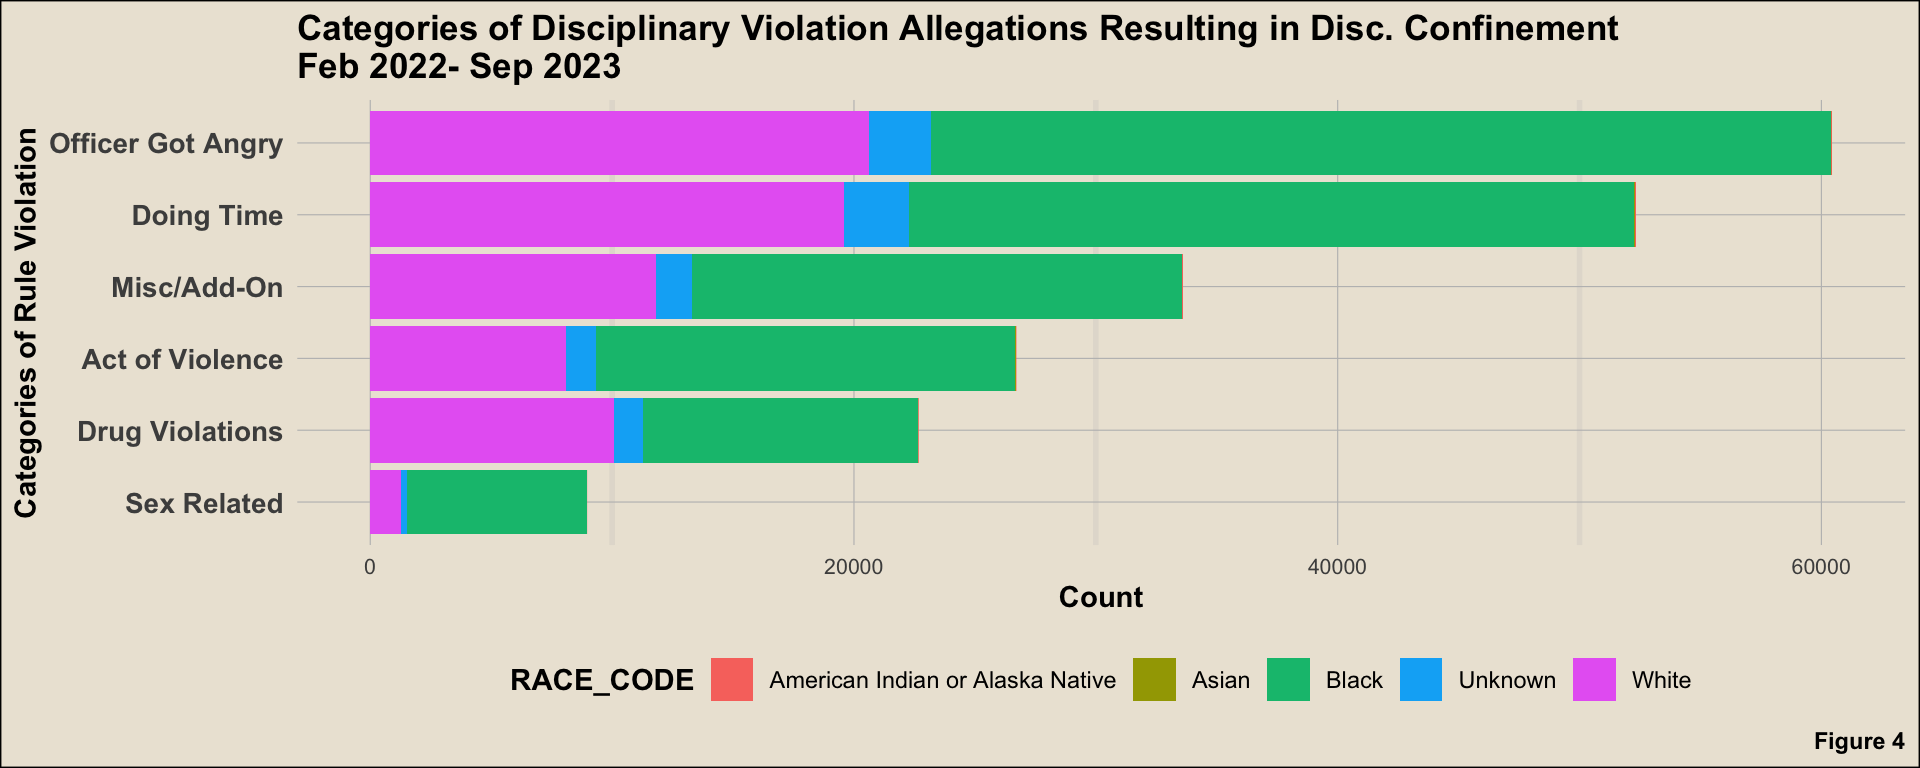 Categories of Disciplinary Violation Allegations Resulting in Disc. Confinement
Feb 2022- Sep 2023
Categories of Rule Violation
Officer Got Angry
Doing Time
Misc/Add-On
Act of Violence
Drug Violations
Sex Related
0 20000 40000 60000
Count
RACE_CODE American Indian or Alaska Native Asian Black Unknown White
Figure 4